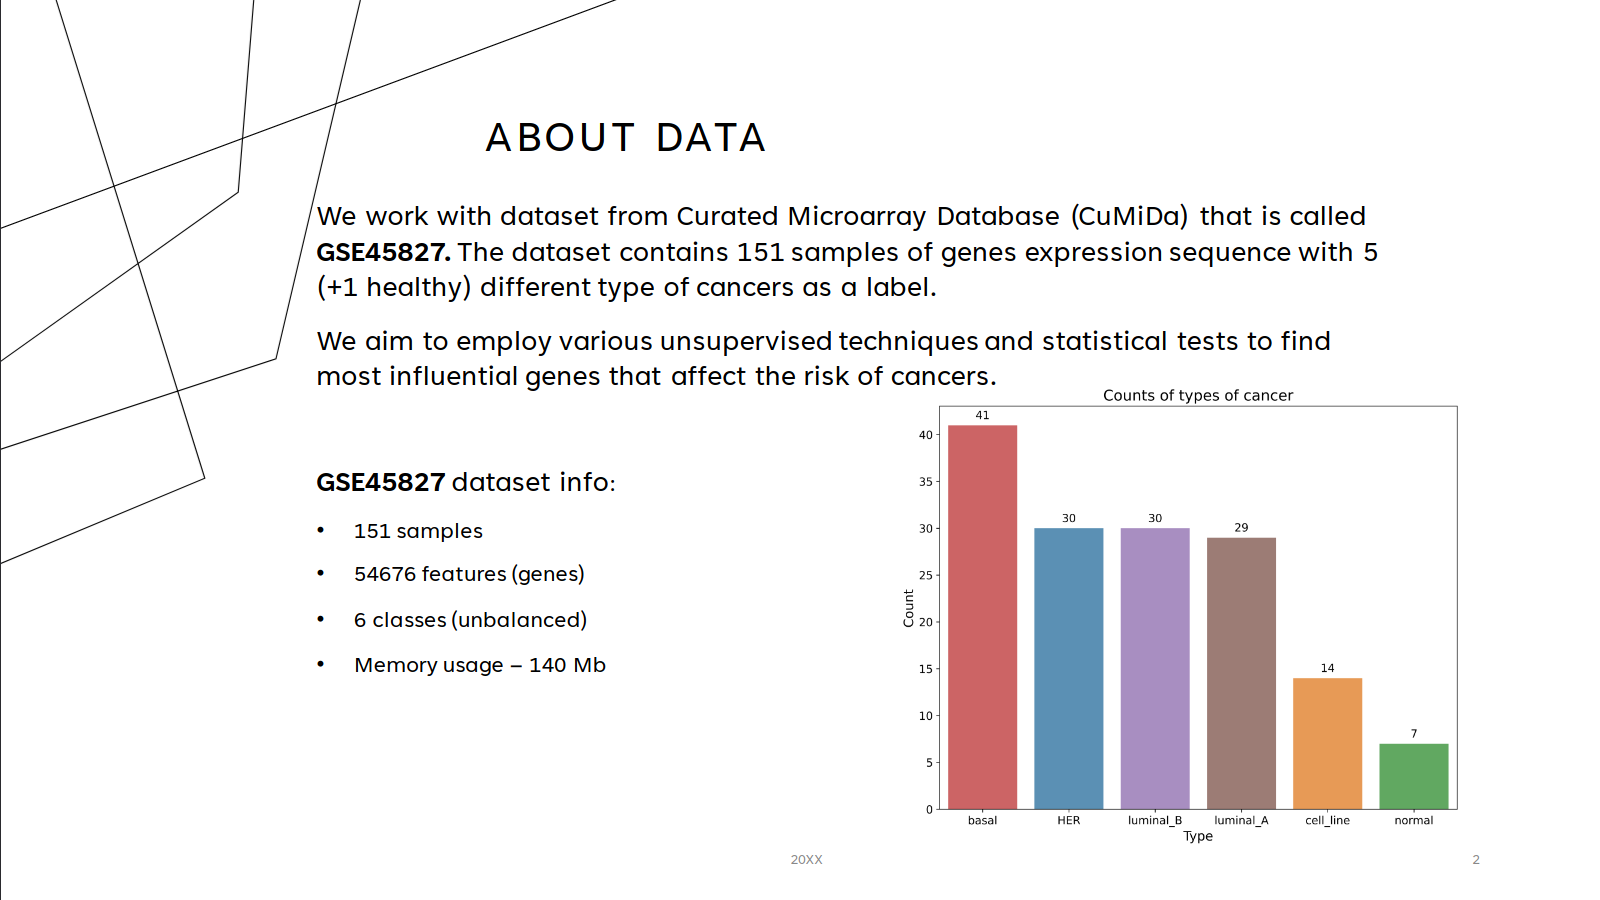 ABOUT DATA
We work with dataset from Curated Microarray Database (CuMiDa) that is called
GSE45827. The dataset contains 151 samples of genes expression sequence with 5
(+1 healthy) different type of cancers as a label.
We aim to employ various unsupervised techniques and statistical tests to find
most influential genes that affect the risk of cancers.
GSE45827 dataset info:
• 151 samples
• 54676 features (genes)
• 6 classes (unbalanced)
• Memory usage – 140 Mb
Counts of types of cancer
41
30
30
29
14
7
40
35
30
25
20
15
10
5
0
Count
basal HER luminal_B luminal_A cell_line normal
Type
20XX
2